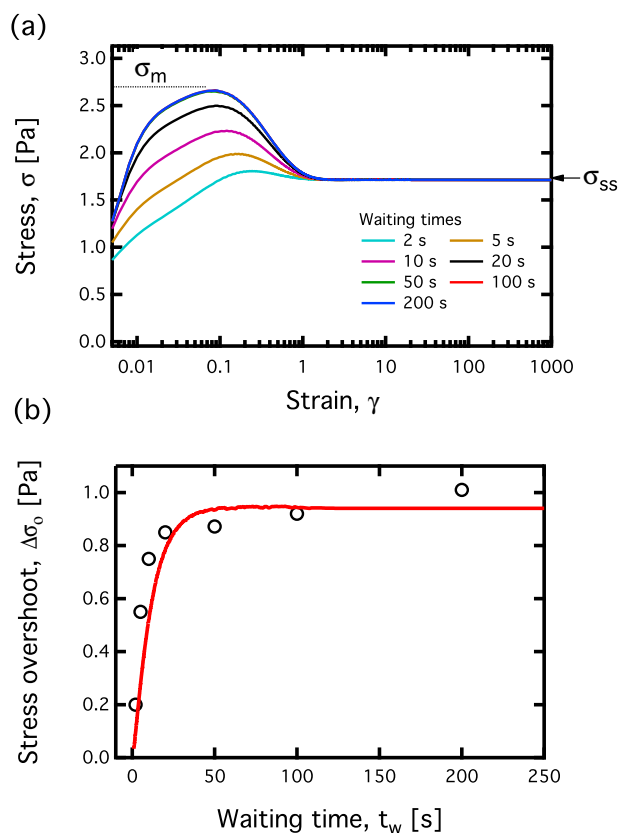 (a)
3.0
2.5
2.0
1.5
1.0
0.5
0.0
Stress, σ [Pa]
σm
σss
Waiting times
2 s 5 s
10 s 20 s
50 s 100 s
200 s
0.01 0.1 1 10 100 1000
Strain, γ
(b)
1.0
0.8
0.6
0.4
0.2
0.0
Stress overshoot, Δσo [Pa]
0 50 100 150 200 250
Waiting time, tw [s]